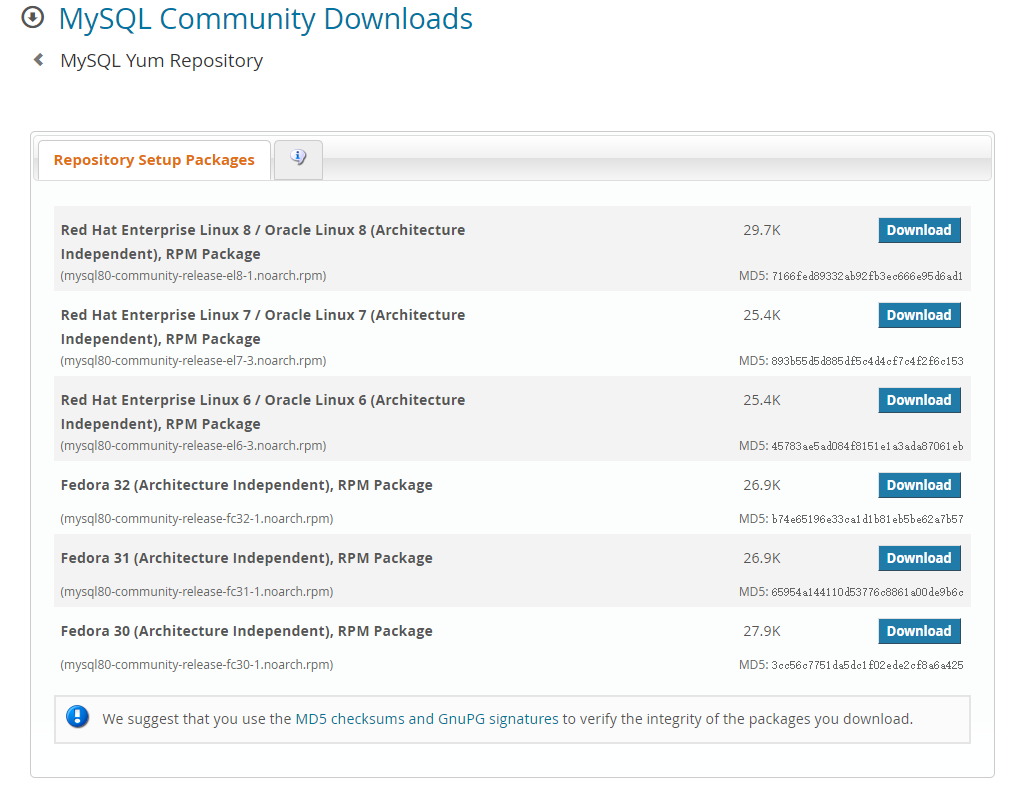 MySQL Community Downloads
MySQL Yum Repository
Repository Setup Packages
Red Hat Enterprise Linux 8 / Oracle Linux 8 (Architecture Independent), RPM Package
29.7K
Download
(mysql80-community-release-el8-1.noarch.rpm)
MD5: 7166fed89332ab92fb3ec666e95d6ad1
Red Hat Enterprise Linux 7 / Oracle Linux 7 (Architecture Independent), RPM Package
25.4K
Download
(mysql80-community-release-el7-3.noarch.rpm)
MD5: 893b55d5d885df5c4d4cf7c4f2f6c153
Red Hat Enterprise Linux 6 / Oracle Linux 6 (Architecture Independent), RPM Package
25.4K
Download
(mysql80-community-release-el6-3.noarch.rpm)
MD5: 45783ae5ad084f8151e1a3ada87061eb
Fedora 32 (Architecture Independent), RPM Package
26.9K
Download
(mysql80-community-release-fc32-1.noarch.rpm)
MD5: b74e65196e33ca1d1b81eb5be62a7b57
Fedora 31 (Architecture Independent), RPM Package
26.9K
Download
(mysql80-community-release-fc31-1.noarch.rpm)
MD5: 65954a144110d53776c8861a00de9b6c
Fedora 30 (Architecture Independent), RPM Package
27.9K
Download
(mysql80-community-release-fc30-1.noarch.rpm)
MD5: 3cc56c7751da5dc1f02ede2cf8a6a425
We suggest that you use the MD5 checksums and GnuPG signatures to verify the integrity of the packages you download.